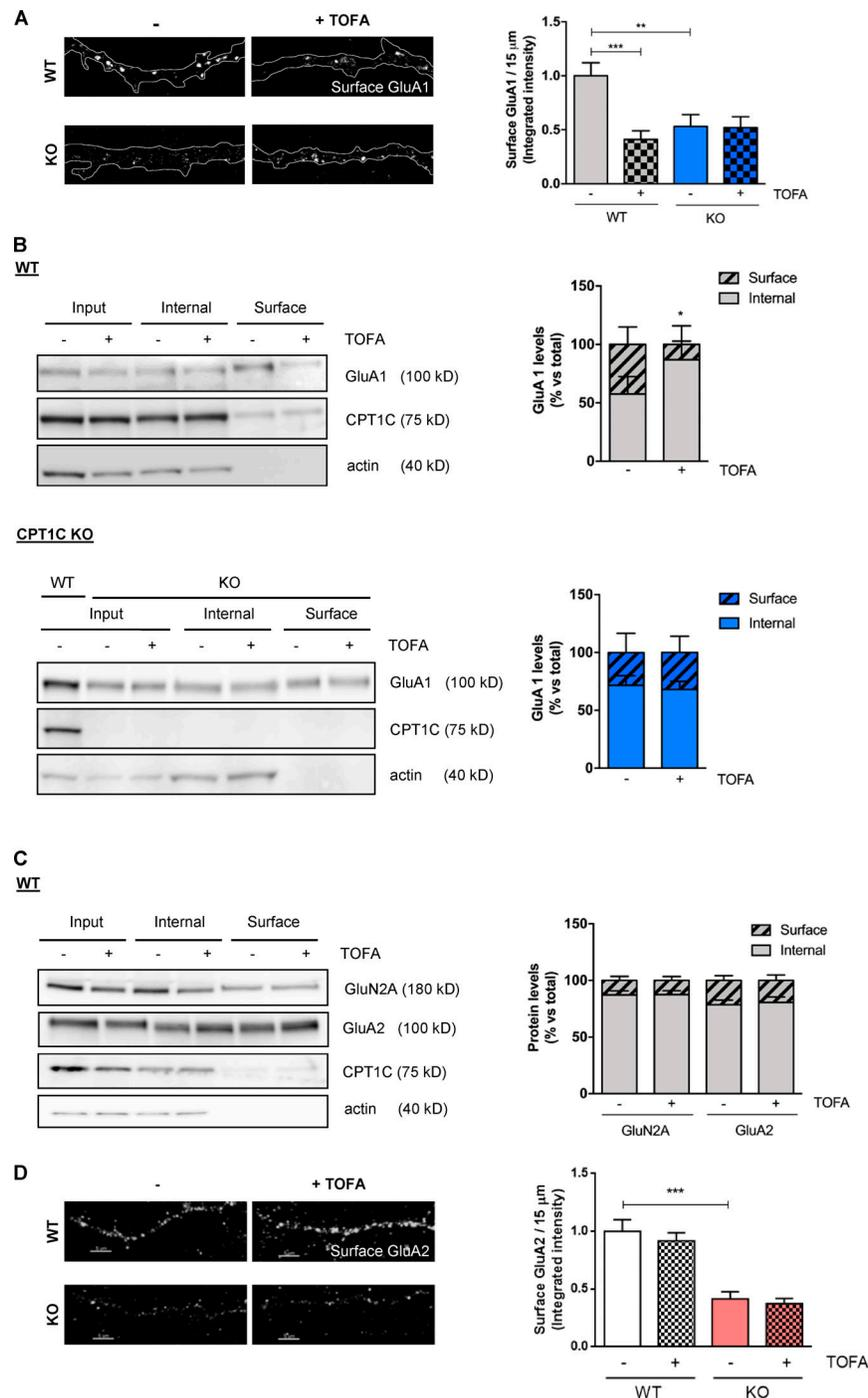 A
- + TOFA
WT
Surface GluA1
KO
Surface GluA1 / 15 µm
(Integrated intensity)
1.5
1.0
0.5
0.0
**
***
- + - + TOFA
WT KO
B
WT
Input Internal Surface
- + - + - + TOFA
GluA1 (100 kD)
CPT1C (75 kD)
actin (40 kD)
GluA 1 levels
(% vs total)
150
100
50
0
*
- + TOFA
Surface
Internal
CPT1C KO
WT KO
Input Internal Surface
- - + - + - + TOFA
GluA1 (100 kD)
CPT1C (75 kD)
actin (40 kD)
GluA 1 levels
(% vs total)
150
100
50
0
- + TOFA
Surface
Internal
C
WT
Input Internal Surface
- + - + - + TOFA
GluN2A (180 kD)
GluA2 (100 kD)
CPT1C (75 kD)
actin (40 kD)
Protein levels
(% vs total)
150
100
50
0
- + - + TOFA
GluN2A GluA2
Surface
Internal
D
- + TOFA
WT
Surface GluA2
KO
Surface GluA2 / 15 µm
(Integrated intensity)
1.5
1.0
0.5
0.0
***
- + - + TOFA
WT KO